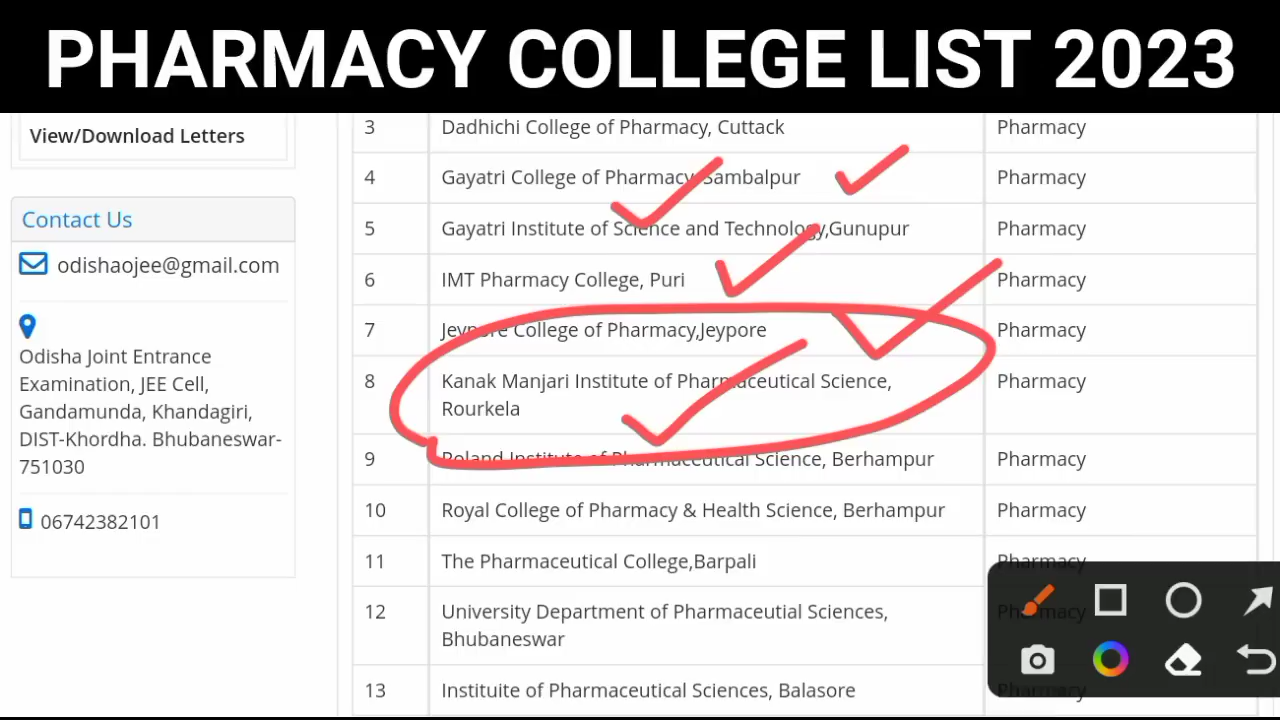 PHARMACY COLLEGE LIST 2023
View/Download Letters
Contact Us
odishaojee@gmail.com
Odisha Joint Entrance
Examination, JEE Cell,
Gandamunda, Khandagiri,
DIST-Khordha. Bhubaneswar-
751030
06742382101
3 Dadhichi College of Pharmacy, Cuttack Pharmacy
4 Gayatri College of Pharmacy, Sambalpur Pharmacy
5 Gayatri Institute of Science and Technology,Gunupur Pharmacy
6 IMT Pharmacy College, Puri Pharmacy
7 Jeypore College of Pharmacy,Jeypore Pharmacy
8 Kanak Manjari Institute of Pharmaceutical Science, Pharmacy
Rourkela
9 Roland Institute of Pharmaceutical Science, Berhampur Pharmacy
10 Royal College of Pharmacy & Health Science, Berhampur Pharmacy
11 The Pharmaceutical College,Barpali Pharmacy
12 University Department of Pharmaceutial Sciences, Pharmacy
Bhubaneswar
13 Instituite of Pharmaceutical Sciences, Balasore Pharmacy